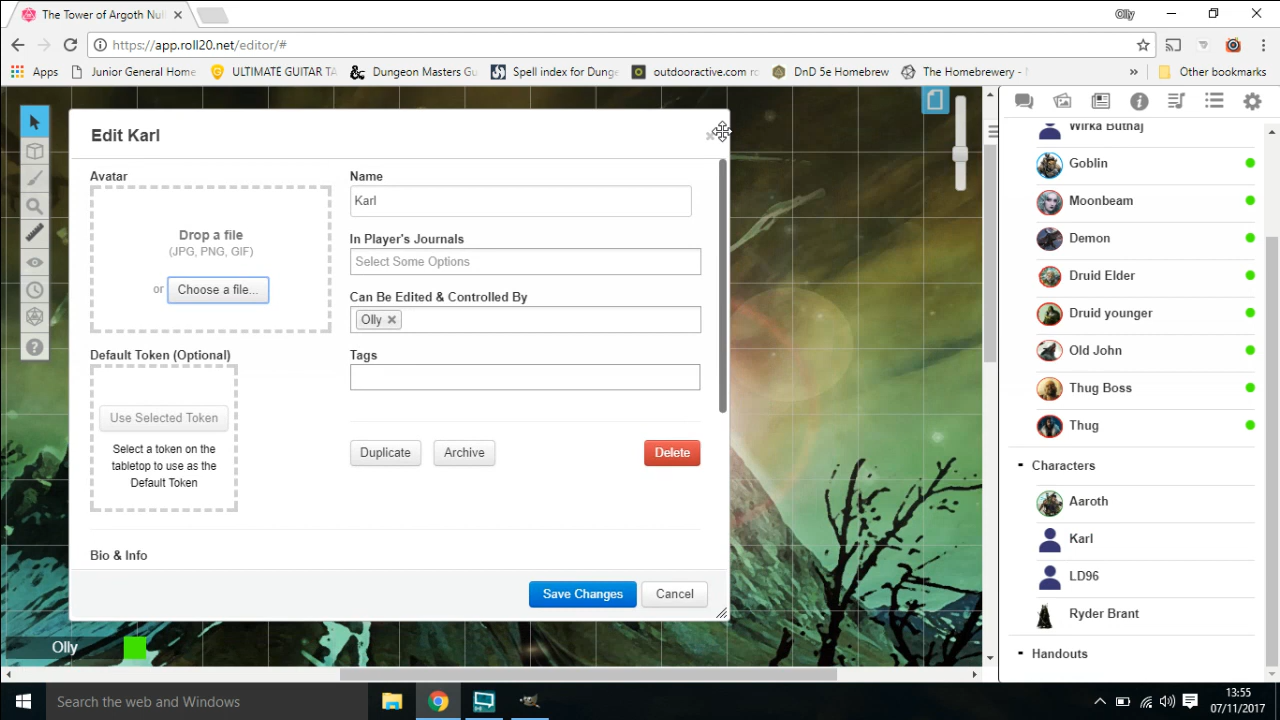 The Tower of Argoth Nul
Olly
https://app.roll20.net/editor/#
Apps
Junior General Home
ULTIMATE GUITAR TA
Dungeon Master Gu
Spell index for Dunge
outdooractive.com ro
DnD 5e Homebrew
The Homebrewery -
»
Other bookmarks
Edit Karl
Avatar
Drop a file
(JPG, PNG, GIF)
or Choose a file...
Name
Karl
In Player's Journals
Select Some Options
Can Be Edited & Controlled By
Olly
Default Token (Optional)
Use Selected Token
Select a token on the
tabletop to use as the
Default Token
Tags
Duplicate
Archive
Delete
Bio & Info
Save Changes
Cancel
Wirka Butnaj
Goblin
Moonbeam
Demon
Druid Elder
Druid younger
Old John
Thug Boss
Thug
Characters
Aaroth
Karl
LD96
Ryder Brant
Handouts
Olly
Search the web and Windows
13:55
07/11/2017